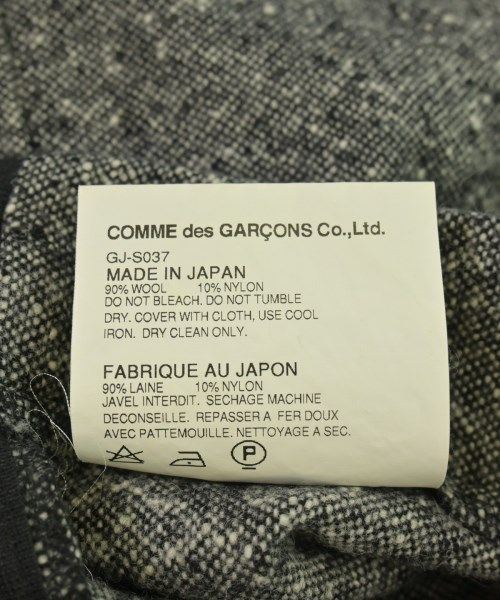 COMME des GARÇONS Co.,Ltd.
GJ-S037
MADE IN JAPAN
90% WOOL 10% NYLON
DO NOT BLEACH. DO NOT TUMBLE
DRY. COVER WITH CLOTH, USE COOL
IRON. DRY CLEAN ONLY.
FABRIQUE AU JAPON
90% LAINE 10% NYLON
JAVEL INTERDIT. SECHAGE MACHINE
DECONSEILLE. REPASSER A FER DOUX
AVEC PATTEMOUILLE. NETTOYAGE A SEC.
P